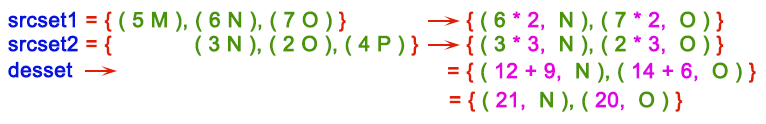 srcset1 = { ( 5 M ), ( 6 N ), ( 7 O ) } → { ( 6 * 2, N ), ( 7 * 2, O ) }
srcset2 = { ( 3 N ), ( 2 O ), ( 4 P ) } → { ( 3 * 3, N ), ( 2 * 3, O ) }
desset → = { ( 12 + 9, N ), ( 14 + 6, O ) }
= { ( 21, N ), ( 20, O ) }